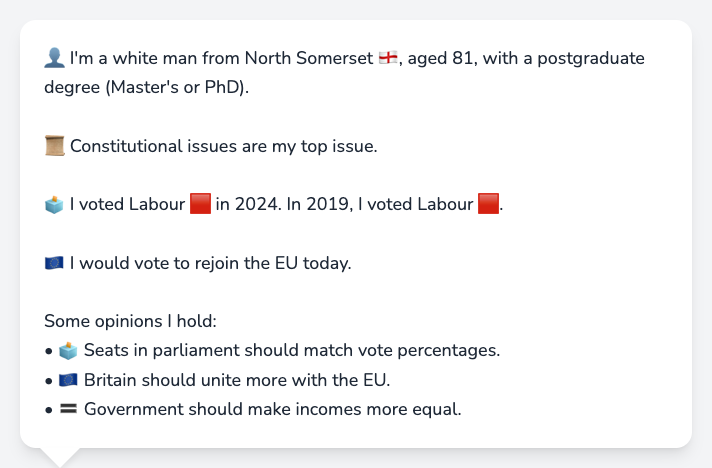 👤 I'm a white man from North Somerset 🏴󠁧󠁢󠁥󠁮󠁧󠁿, aged 81, with a postgraduate
degree (Master's or PhD).
📜 Constitutional issues are my top issue.
🗳️ I voted Labour 🟥 in 2024. In 2019, I voted Labour 🟥.
🇪🇺 I would vote to rejoin the EU today.
Some opinions I hold:
• 🗳️ Seats in parliament should match vote percentages.
• 🇪🇺 Britain should unite more with the EU.
• 🟰 Government should make incomes more equal.